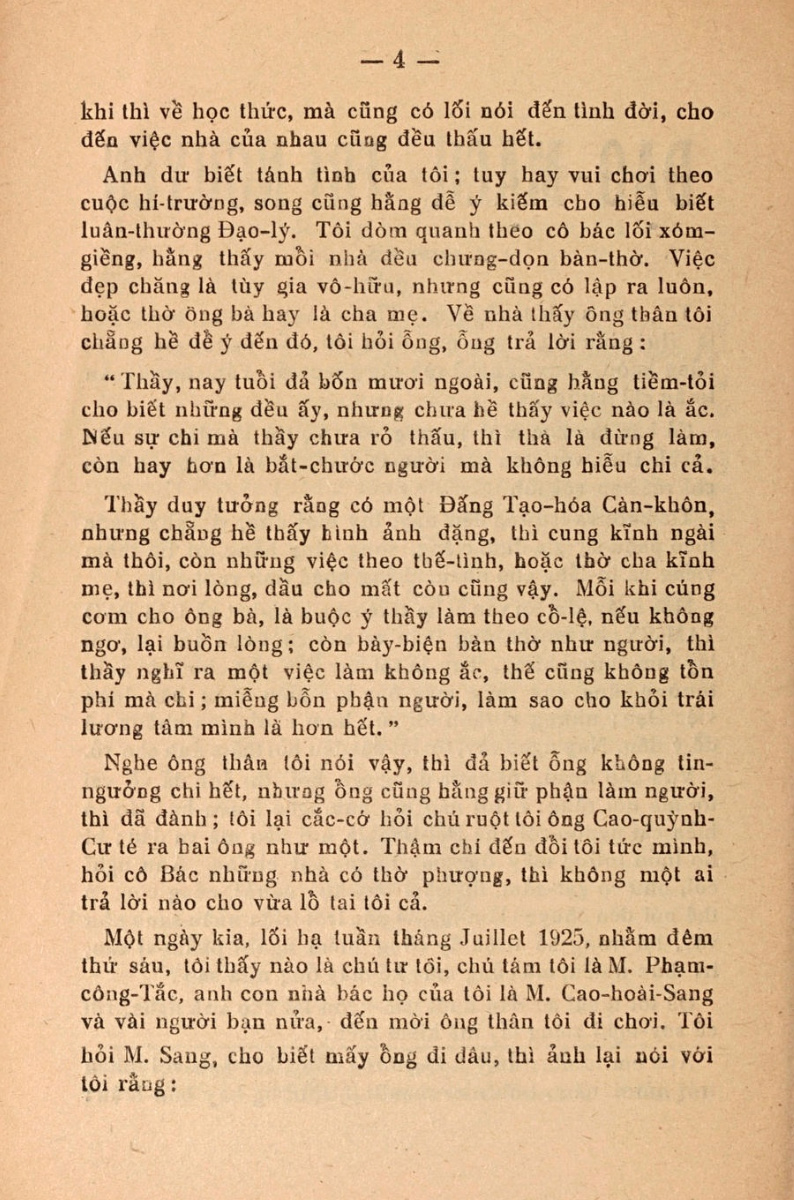 — 4 —
khi thì về học thức, mà cũng có lối nói đến tình đời, cho
đến việc nhà của nhau cũng đều thấu hết.
Anh dư biết tánh tình của tôi ; tuy hay vui chơi theo
cuộc hí-trường, song cũng hằng để ý kiếm cho hiểu biết
luân-thường Đạo-lý. Tôi dòm quanh theo cô bác lối xóm-
giềng, hằng thấy mỗi nhà đều chưng-dọn bàn-thờ. Việc
đẹp chăng là tùy gia vô-hữu, nhưng cũng có lập ra luôn,
hoặc thờ ông bà hay là cha mẹ. Về nhà thấy ông thân tôi
chẳng hề để ý đến đó, tôi hỏi ổng, ổng trả lời rằng :
“ Thầy, nay tuổi đả bốn mươi ngoài, cũng hằng tiềm-tỏi
cho biết những đều ấy, nhưng chưa hề thấy việc nào là ắc.
Nếu sự chi mà thầy chưa rỏ thấu, thì thà là đừng làm,
còn hay hơn là bắt-chước người mà không hiểu chi cả.
Thầy duy tưởng rằng có một Đấng Tạo-hóa Càn-khôn,
nhưng chẳng hề thấy hình ảnh đặng, thì cung kĩnh ngài
mà thôi, còn những việc theo thế-tình, hoặc thờ cha kĩnh
mẹ, thì nơi lòng, dầu cho mất còn cũng vậy. Mỗi khi cúng
cơm cho ông bà, là buộc ý thầy làm theo cổ-lệ, nếu không
ngơ, lại buồn lòng ; còn bày-biện bàn thờ như người, thì
thầy nghĩ ra một việc làm không ắc, thế cũng không tồn
phí mà chi ; miễng bổn phận người, làm sao cho khỏi trái
lương tâm mình là hơn hết. ”
Nghe ông thân tôi nói vậy, thì đả biết ổng không tin-
ngưởng chi hết, nhưng ổng cũng hằng giữ phận làm người,
thì đã đành ; tôi lại cắc-cớ hỏi chú ruột tôi ông Cao-quỳnh-
Cư té ra hai ông như một. Thậm chí đến đổi tôi tức mình,
hỏi cô Bác những nhà có thờ phượng, thì không một ai
trả lời nào cho vừa lỗ tai tôi cả.
Một ngày kia, lối hạ tuần tháng Juillet 1925, nhằm đêm
thứ sáu, tôi thấy nào là chú tư tôi, chú tám tôi là M. Phạm-
công-Tắc, anh con nhà bác họ của tôi là M. Cao-hoài-Sang
và vài người bạn nửa, đến mời ông thân tôi đi chơi. Tôi
hỏi M. Sang, cho biết mấy ổng đi đâu, thì ảnh lại nói với
tôi rằng :